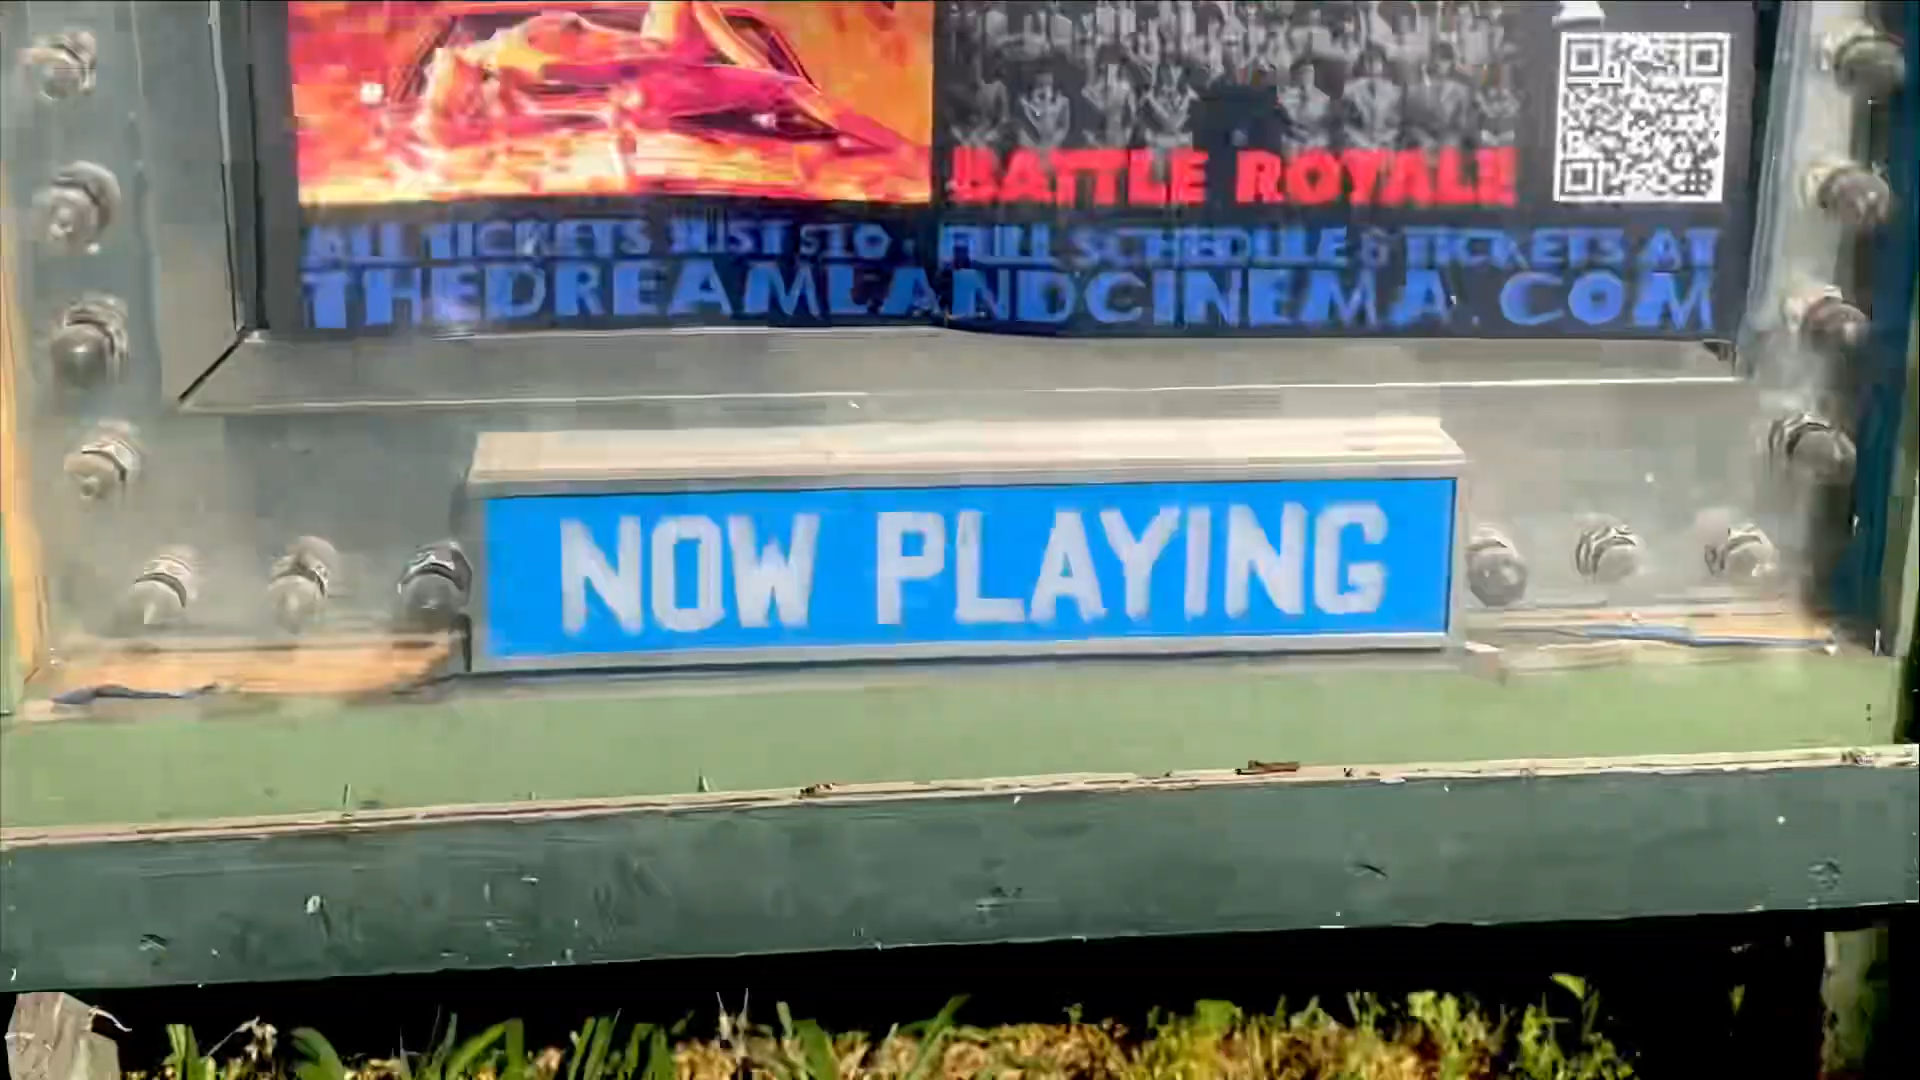 BATTLE ROYALE
ALL TICKETS JUST $10 · FULL SCHEDULE & TICKETS AT
THEDREAMLANDCINEMA.COM
NOW PLAYING